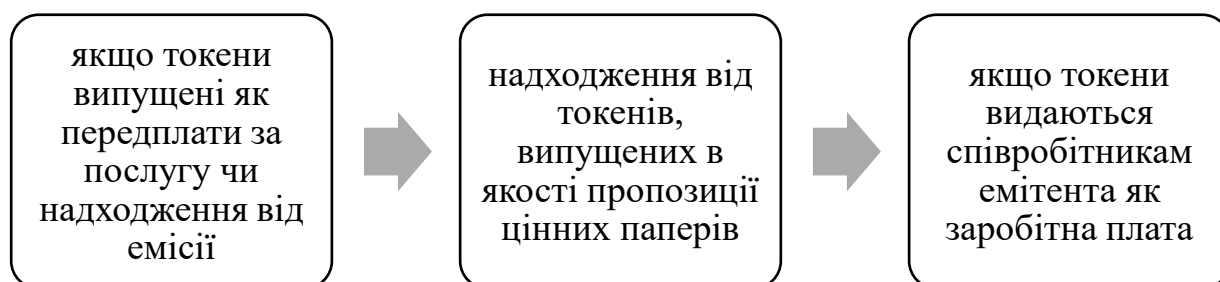 якщо токени
випущені як
передплати за
послугу чи
надходження від
емісії
надходження від
токенів,
випущених в
якості пропозиції
цінних паперів
якщо токени
видаються
співробітникам
емітента як
заробітна плата